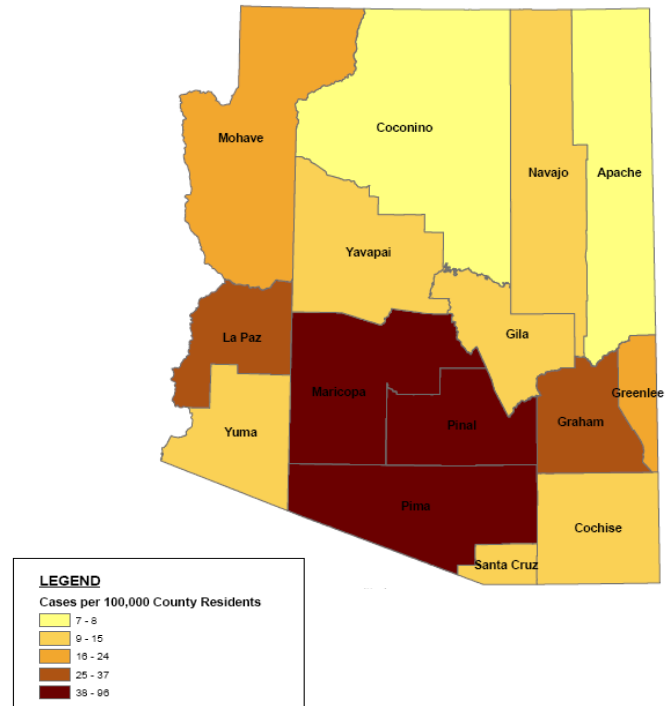 Coconino
Mohave
Navajo
Apache
Yavapai
La Paz
Gila
Maricopa
Greenlee
Yuma
Pinal
Graham
Pima
Cochise
Santa Cruz
LEGEND
Cases per 100,000 County Residents
7 - 8
9 - 15
16 - 24
25 - 37
38 - 96